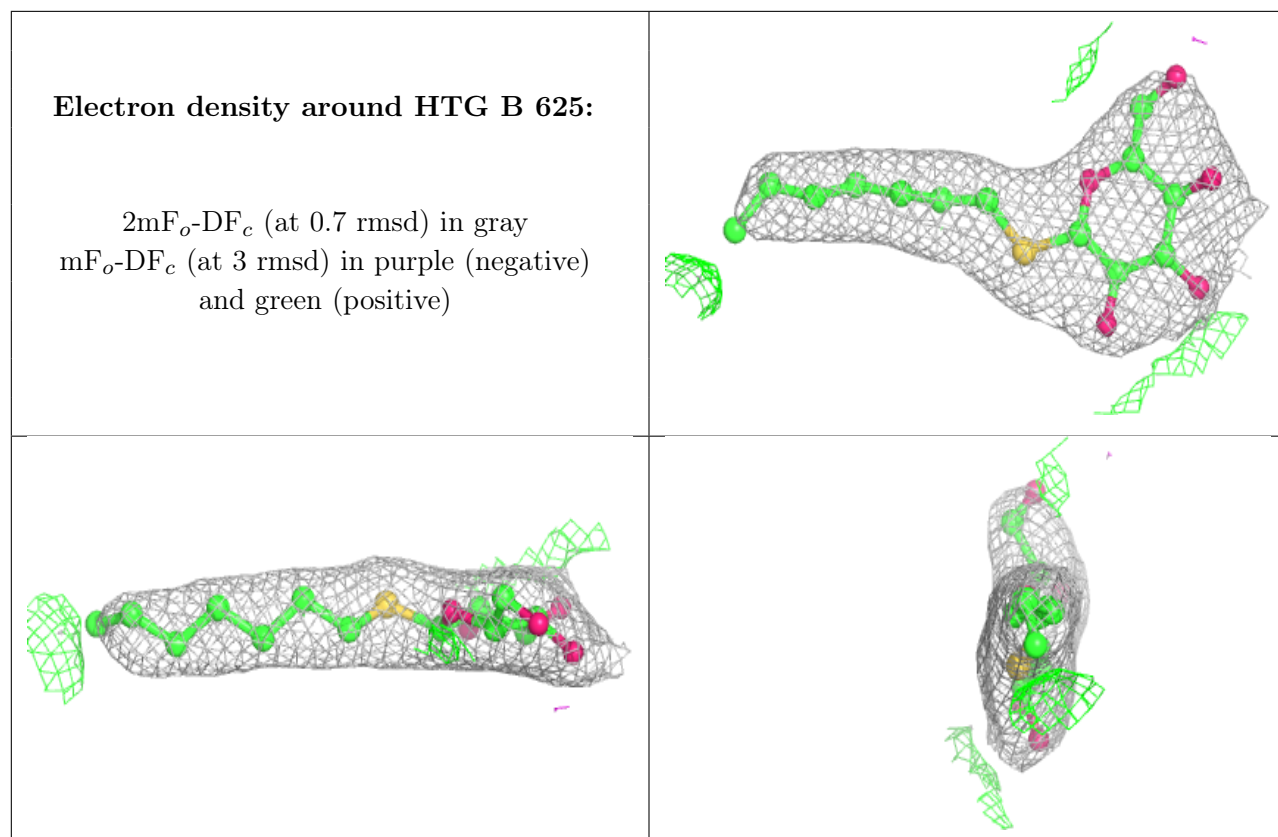 Electron density around HTG B 625:
2mFo-DFc (at 0.7 rmsd) in gray
mFo-DFc (at 3 rmsd) in purple (negative)
and green (positive)